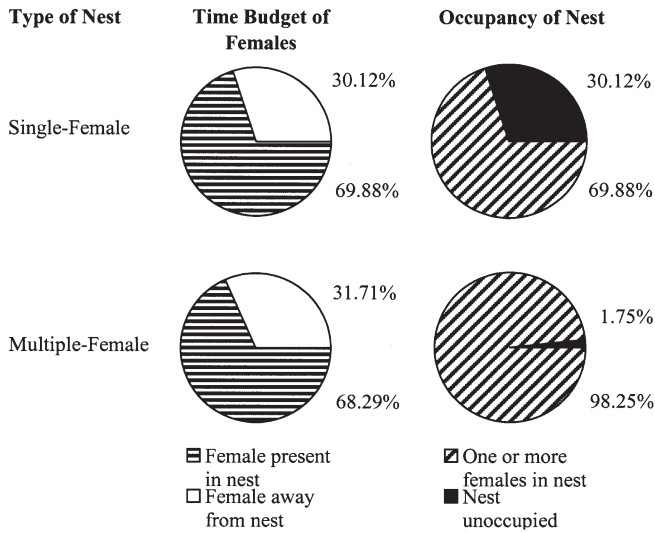 Type of Nest
Time Budget of
Females
Occupancy of Nest
Single-Female
30.12%
69.88%
30.12%
69.88%
Multiple-Female
31.71%
68.29%
1.75%
98.25%
Female present
in nest
Female away
from nest
One or more
females in nest
Nest
unoccupied